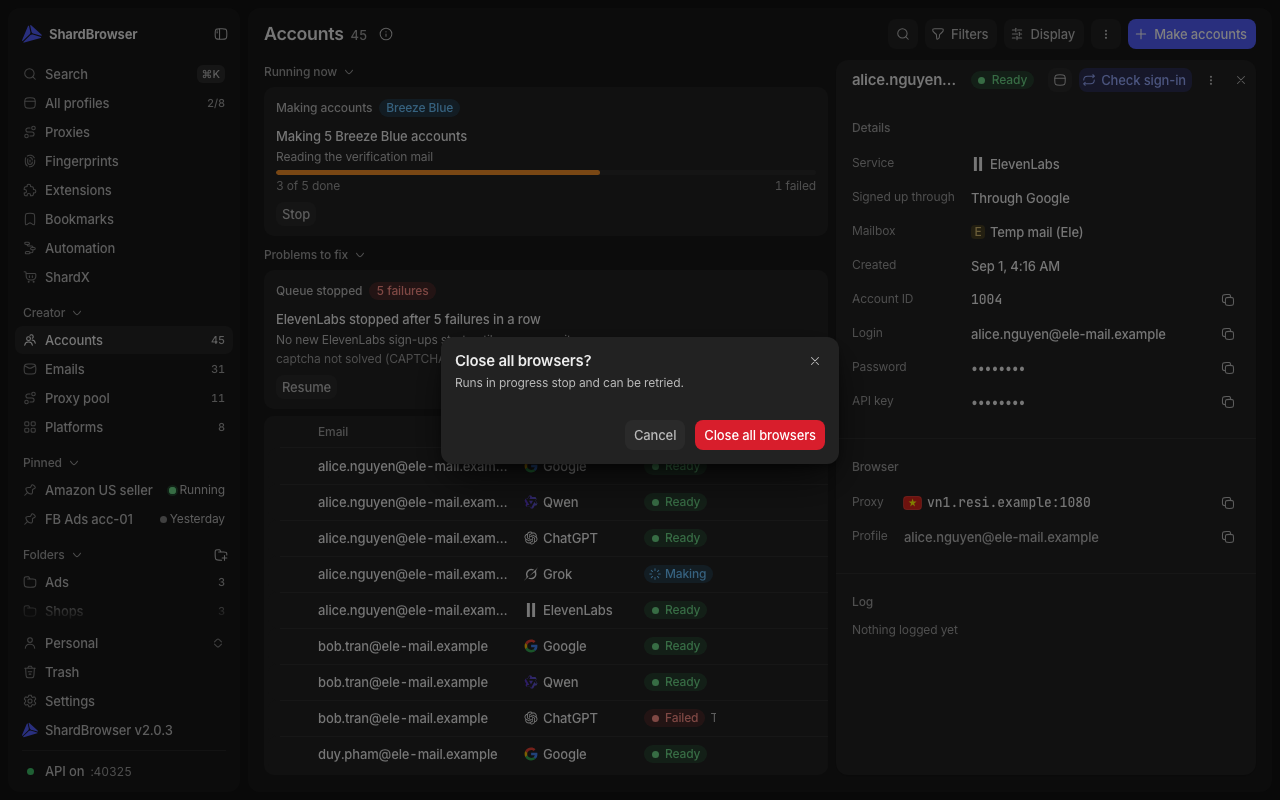 ShardBrowser
Search ⌘K
All profiles 2/8
Proxies
Fingerprints
Extensions
Bookmarks
Automation
ShardX
Creator
Accounts 45
Emails 31
Proxy pool 11
Platforms 8
Pinned
Amazon US seller Running
FB Ads acc-01 Yesterday
Folders
Ads 3
Shops 3
Personal
Trash
Settings
ShardBrowser v2.0.3
API on :40325
Accounts 45
Filters
Display
Make accounts
Running now
Making accounts Breeze Blue
Making 5 Breeze Blue accounts
Reading the verification mail
3 of 5 done 1 failed
Stop
Problems to fix
Queue stopped 5 failures
ElevenLabs stopped after 5 failures in a row
No new ElevenLabs sign-ups
captcha not solved (CAPTCHA
Resume
Close all browsers?
Runs in progress stop and can be retried.
Cancel
Close all browsers
Email
alice.nguyen@ele-mail.exam... Google Ready
alice.nguyen@ele-mail.exam... Qwen Ready
alice.nguyen@ele-mail.exam... ChatGPT Ready
alice.nguyen@ele-mail.exam... Grok Making
alice.nguyen@ele-mail.exam... ElevenLabs Ready
bob.tran@ele-mail.example Google Ready
bob.tran@ele-mail.example Qwen Ready
bob.tran@ele-mail.example ChatGPT Failed T
duy.pham@ele-mail.example Google Ready
alice.nguyen... Ready
Check sign-in
Details
Service ElevenLabs
Signed up through Through Google
Mailbox E Temp mail (Ele)
Created Sep 1, 4:16 AM
Account ID 1004
Login alice.nguyen@ele-mail.example
Password ••••••••
API key ••••••••
Browser
Proxy vn1.resi.example:1080
Profile alice.nguyen@ele-mail.example
Log
Nothing logged yet